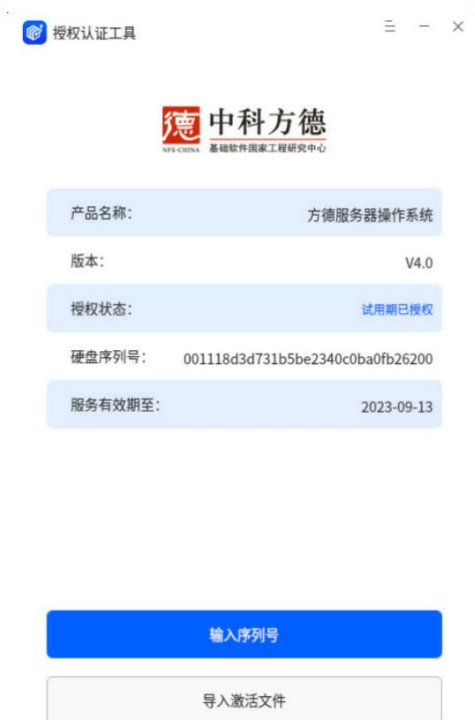 授权认证工具
德 中科方德
NFS-CHINA 基础软件国家工程研究中心
产品名称: 方德服务器操作系统
版本: V4.0
授权状态: 试用期已授权
硬盘序列号: 001118d3d731b5be2340c0ba0fb26200
服务有效期至: 2023-09-13
输入序列号
导入激活文件